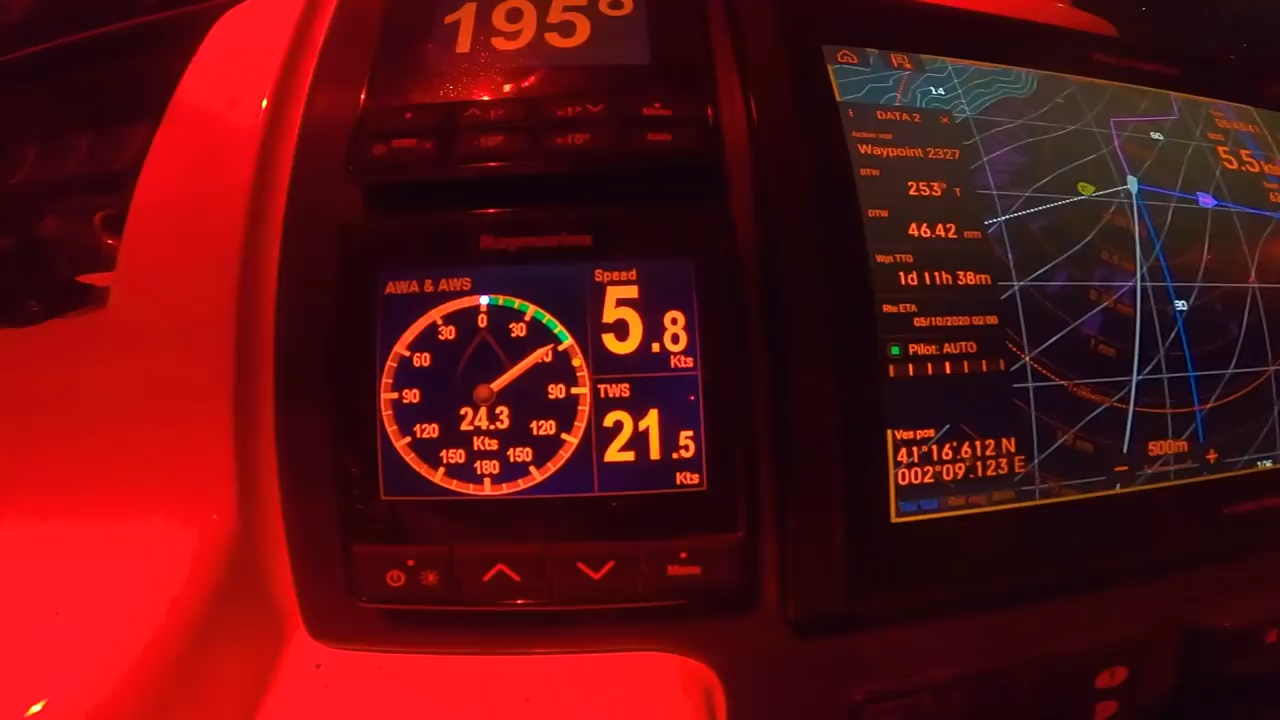 195°
Raymarine
AWA & AWS
0
30
30
60
90
90
120
120
150
150
180
24.3
Kts
Speed
5.8
Kts
TWS
21.5
Kts
Menu
14
DATA 2
Waypoint 2327
BTW
253° T
DTW
46.42 nm
Wpt TTG
1d 11h 38m
Rte ETA
05/10/2020 02:00
Pilot: AUTO
Ves pos
41°16'.612 N
002°09'.123 E
60
5.5 kts
500m